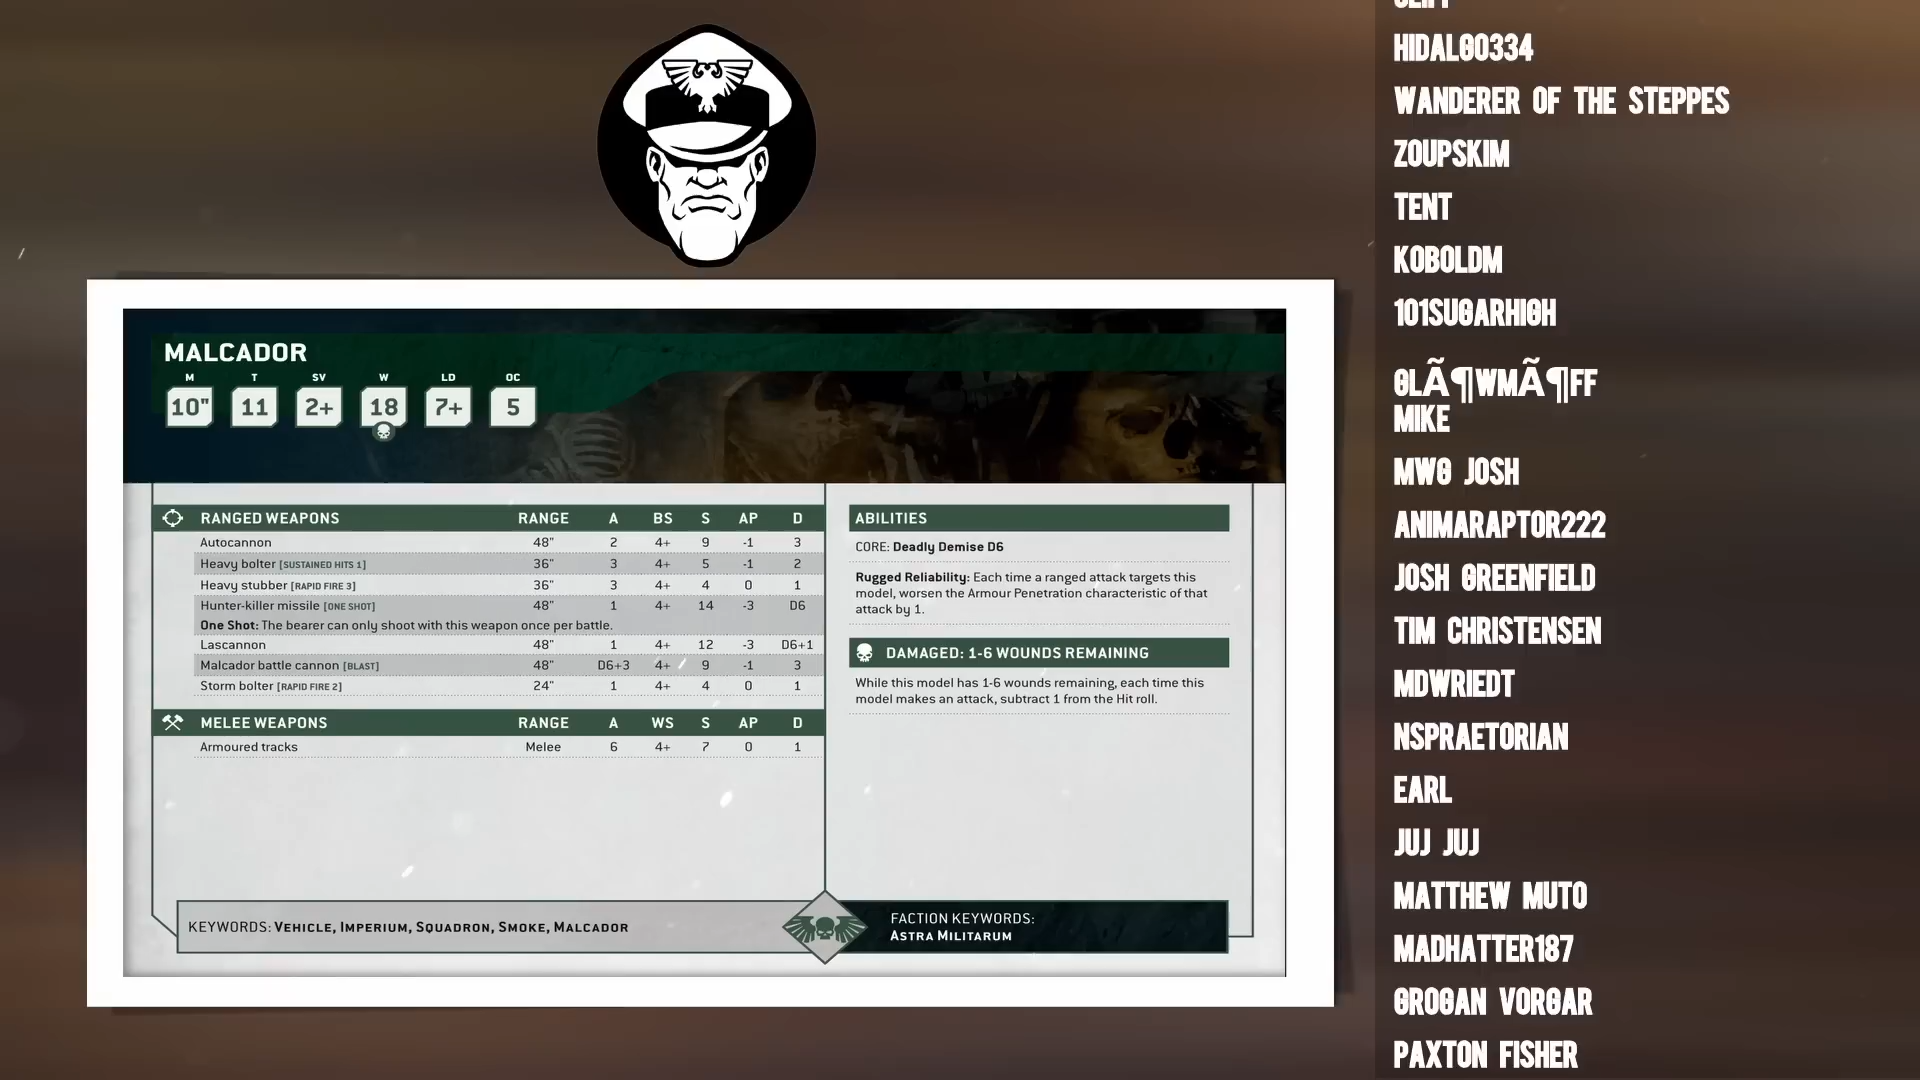 MALCADOR
M T SV W LD OC
10" 11 2+ 18 7+ 5
RANGED WEAPONS RANGE A BS S AP D
Autocannon 48" 2 4+ 9 -1 3
Heavy bolter [SUSTAINED HITS 1] 36" 3 4+ 5 -1 2
Heavy stubber [RAPID FIRE 3] 36" 3 4+ 4 0 1
Hunter-killer missile [ONE SHOT] 48" 1 4+ 14 -3 D6
One Shot: The bearer can only shoot with this weapon once per battle.
Lascannon 48" 1 4+ 12 -3 D6+1
Malcador battle cannon [BLAST] 48" D6+3 4+ 9 -1 3
Storm bolter [RAPID FIRE 2] 24" 1 4+ 4 0 1
MELEE WEAPONS RANGE A WS S AP D
Armoured tracks Melee 6 4+ 7 0 1
ABILITIES
CORE: Deadly Demise D6
Rugged Reliability: Each time a ranged attack targets this
model, worsen the Armour Penetration characteristic of that
attack by 1.
DAMAGED: 1-6 WOUNDS REMAINING
While this model has 1-6 wounds remaining, each time this
model makes an attack, subtract 1 from the Hit roll.
KEYWORDS: VEHICLE, IMPERIUM, SQUADRON, SMOKE, MALCADOR
FACTION KEYWORDS:
ASTRA MILITARUM
HIDALGO334
WANDERER OF THE STEPPES
ZOUPSKIM
TENT
KOBOLDM
101SUGARHIGH
GLÃ¶WMÃ¶FF
MIKE
MWG JOSH
ANIMARAPTOR222
JOSH GREENFIELD
TIM CHRISTENSEN
MDWRIEDT
NSPRAETORIAN
EARL
JUJ JUJ
MATTHEW MUTO
MADHATTER187
GROGAN VORGAR
PAXTON FISHER